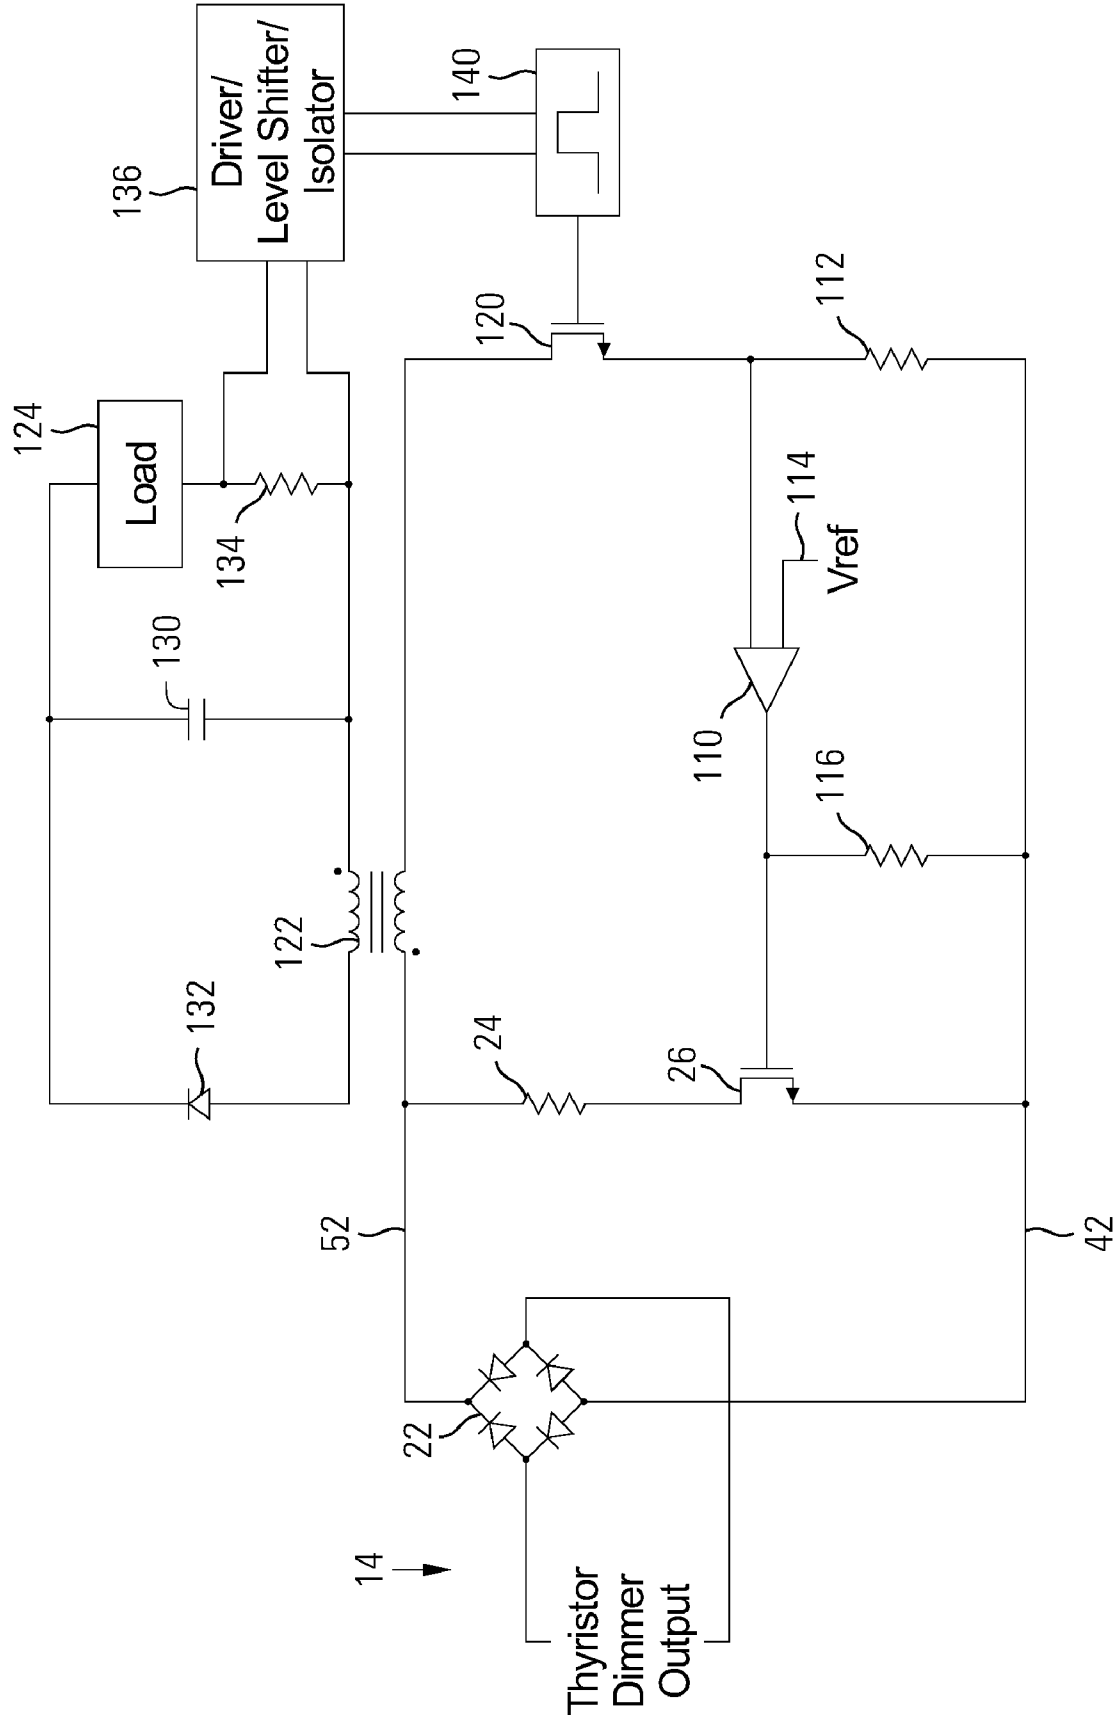 Driver/
Level Shifter/
Isolator
136
140
124
Load
134
120
112
130
110
114
Vref
116
122
132
24
26
52
42
22
14
Thyristor
Dimmer
Output